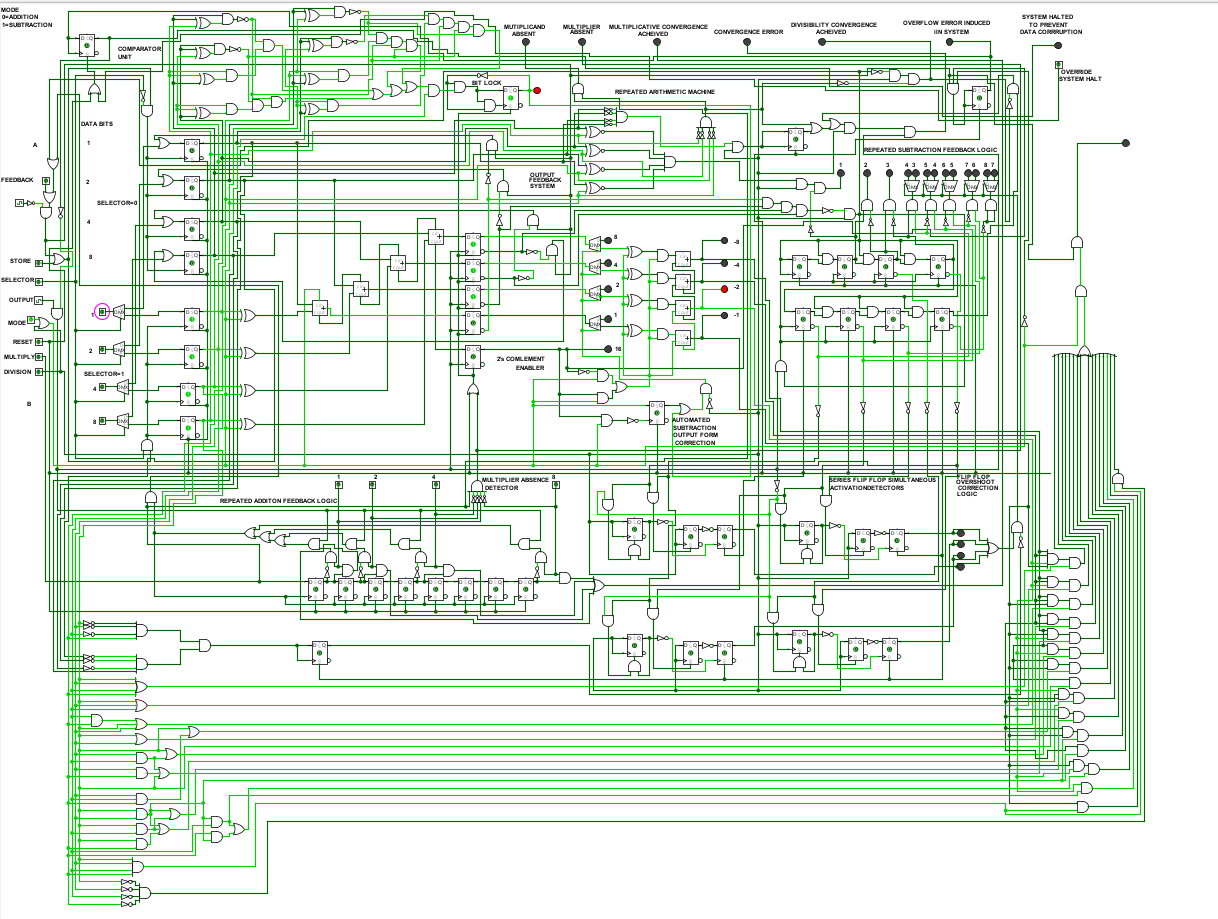 MODE
0=ADDITION
1=SUBTRACTION
COMPARATOR
UNIT
MUTIPLICAND
ABSENT
MULTIPLIER
ABSENT
MULTIPLICATIVE CONVERGENCE
ACHEIVED
CONVERGENCE ERROR
DIVISIBILITY CONVERGENCE
ACHEIVED
OVERFLOW ERROR INDUCED
iIN SYSTEM
SYSTEM HALTED
TO PREVENT
DATA CORRRUPTION
OVERRIDE
SYSTEM HALT
BIT LOCK
REPEATED ARITHMETIC MACHINE
DATA BITS
A
1
FEEDBACK
2
SELECTOR=0
4
8
STORE
SELECTOR
OUTPUT
1
MODE
RESET
2
MULTIPLY
DIVISION
SELECTOR=1
4
B
8
OUTPUT
FEEDBACK
SYSTEM
REPEATED SUBTRACTION FEEDBACK LOGIC
1 2 3 4 3 5 4 6 5 7 6 8 7
8
4
2
1
16
-8
-4
-2
-1
2's COMLEMENT
ENABLER
AUTOMATED
SUBTRACTION
OUTPUT FORM
CORRECTION
REPEATED ADDITON FEEDBACK LOGIC
1 2 4 8
MULTIPLIER ABSENCE
DETECTOR
SERIES FLIP FLOP SIMULTANEOUS
ACTIVATIONDETECTORS
FLIP FLOP
OVERSHOOT
CORRECTION
LOGIC